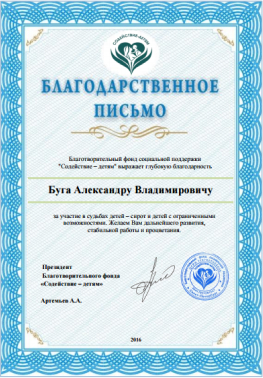 СОДЕЙСТВИЕ-ДЕТЯМ
БЛАГОДАРСТВЕННОЕ
ПИСЬМО
Благотворительный фонд социальной поддержки
"Содействие – детям" выражает глубокую благодарность
Буга Александру Владимировичу
за участие в судьбах детей – сирот и детей с ограниченными
возможностями. Желаем Вам дальнейшего развития,
стабильной работы и процветания.
Президент
Благотворительного фонда
«Содействие – детям»
Артемьев А.А.
2016